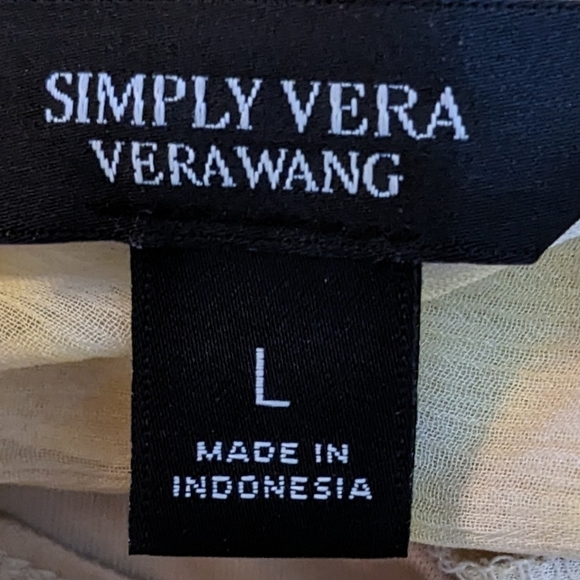 SIMPLY VERA
VERAWANG
L
MADE IN
INDONESIA